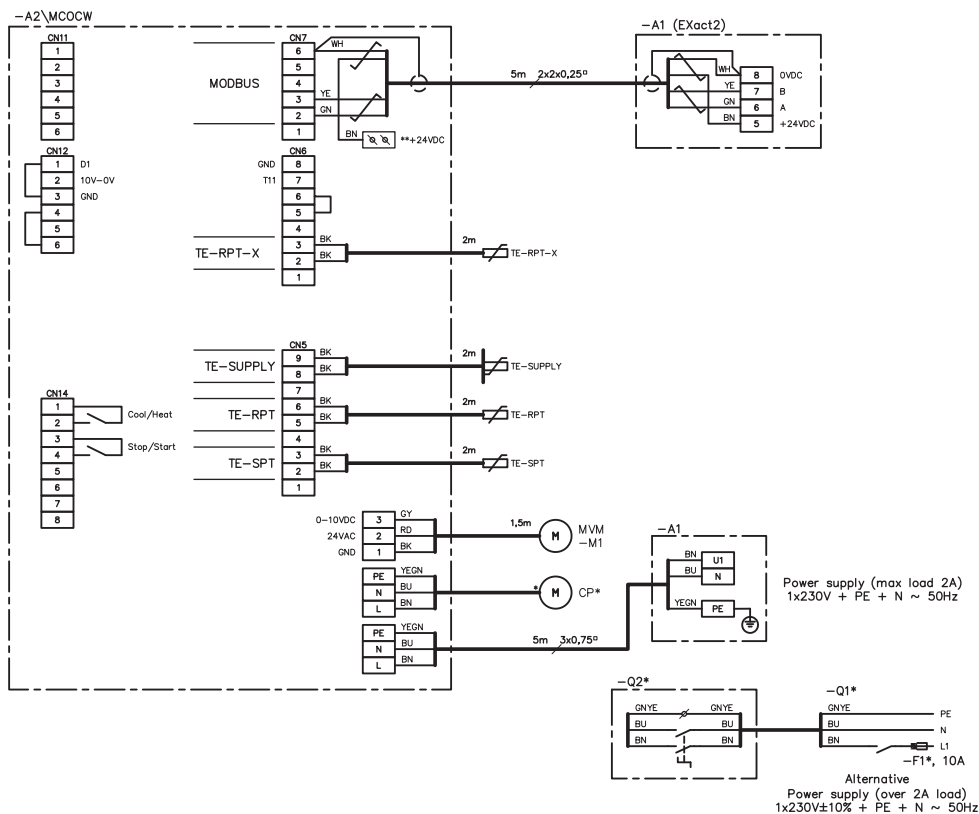 -A2\MCOCW
CN11
1
2
3
4
5
6
CN12
1 D1
2 10V-0V
3 GND
4
5
6
CN14
1
2 Cool/Heat
3
4 Stop/Start
5
6
7
8
MODBUS
CN7
6 WH
5
4
3 YE
2 GN
1
BN **+24VDC
5m 2x2x0,25¤
-A1 (EXact2)
WH 8 0VDC
YE 7 B
GN 6 A
BN 5 +24VDC
CN6
GND 8
T11 7
6
5
4
TE-RPT-X
3 BK
2 BK
1
2m
TE-RPT-X
CN5
TE-SUPPLY
9 BK
8 BK
7
2m
TE-SUPPLY
TE-RPT
6 BK
5 BK
4
2m
TE-RPT
TE-SPT
3 BK
2 BK
1
2m
TE-SPT
0-10VDC 3 GY
24VAC 2 RD
GND 1 BK
1,5m
M
MVM
-M1
PE YEGN
N BU
L BN
*
M
CP*
PE YEGN
N BU
L BN
5m 3x0,75¤
-A1
BN U1
BU N
YEGN PE
Power supply (max load 2A)
1x230V + PE + N ~ 50Hz
-Q2*
GNYE GNYE
BU BU
BN BN
-Q1*
GNYE PE
BU N
BN L1
-F1*, 10A
Alternative
Power supply (over 2A load)
1x230V±10% + PE + N ~ 50Hz